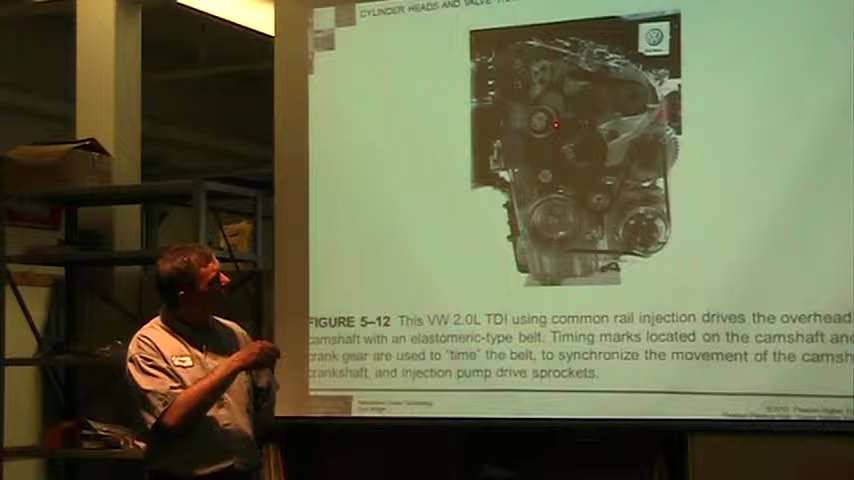 CYLINDER HEADS AND VALVE
FIGURE 5–12 This VW 2.0L TDI using common rail injection drives the overhead
camshaft with an elastomeric-type belt. Timing marks located on the camshaft and
crank gear are used to "time" the belt, to synchronize the movement of the camsh
crankshaft, and injection pump drive sprockets.